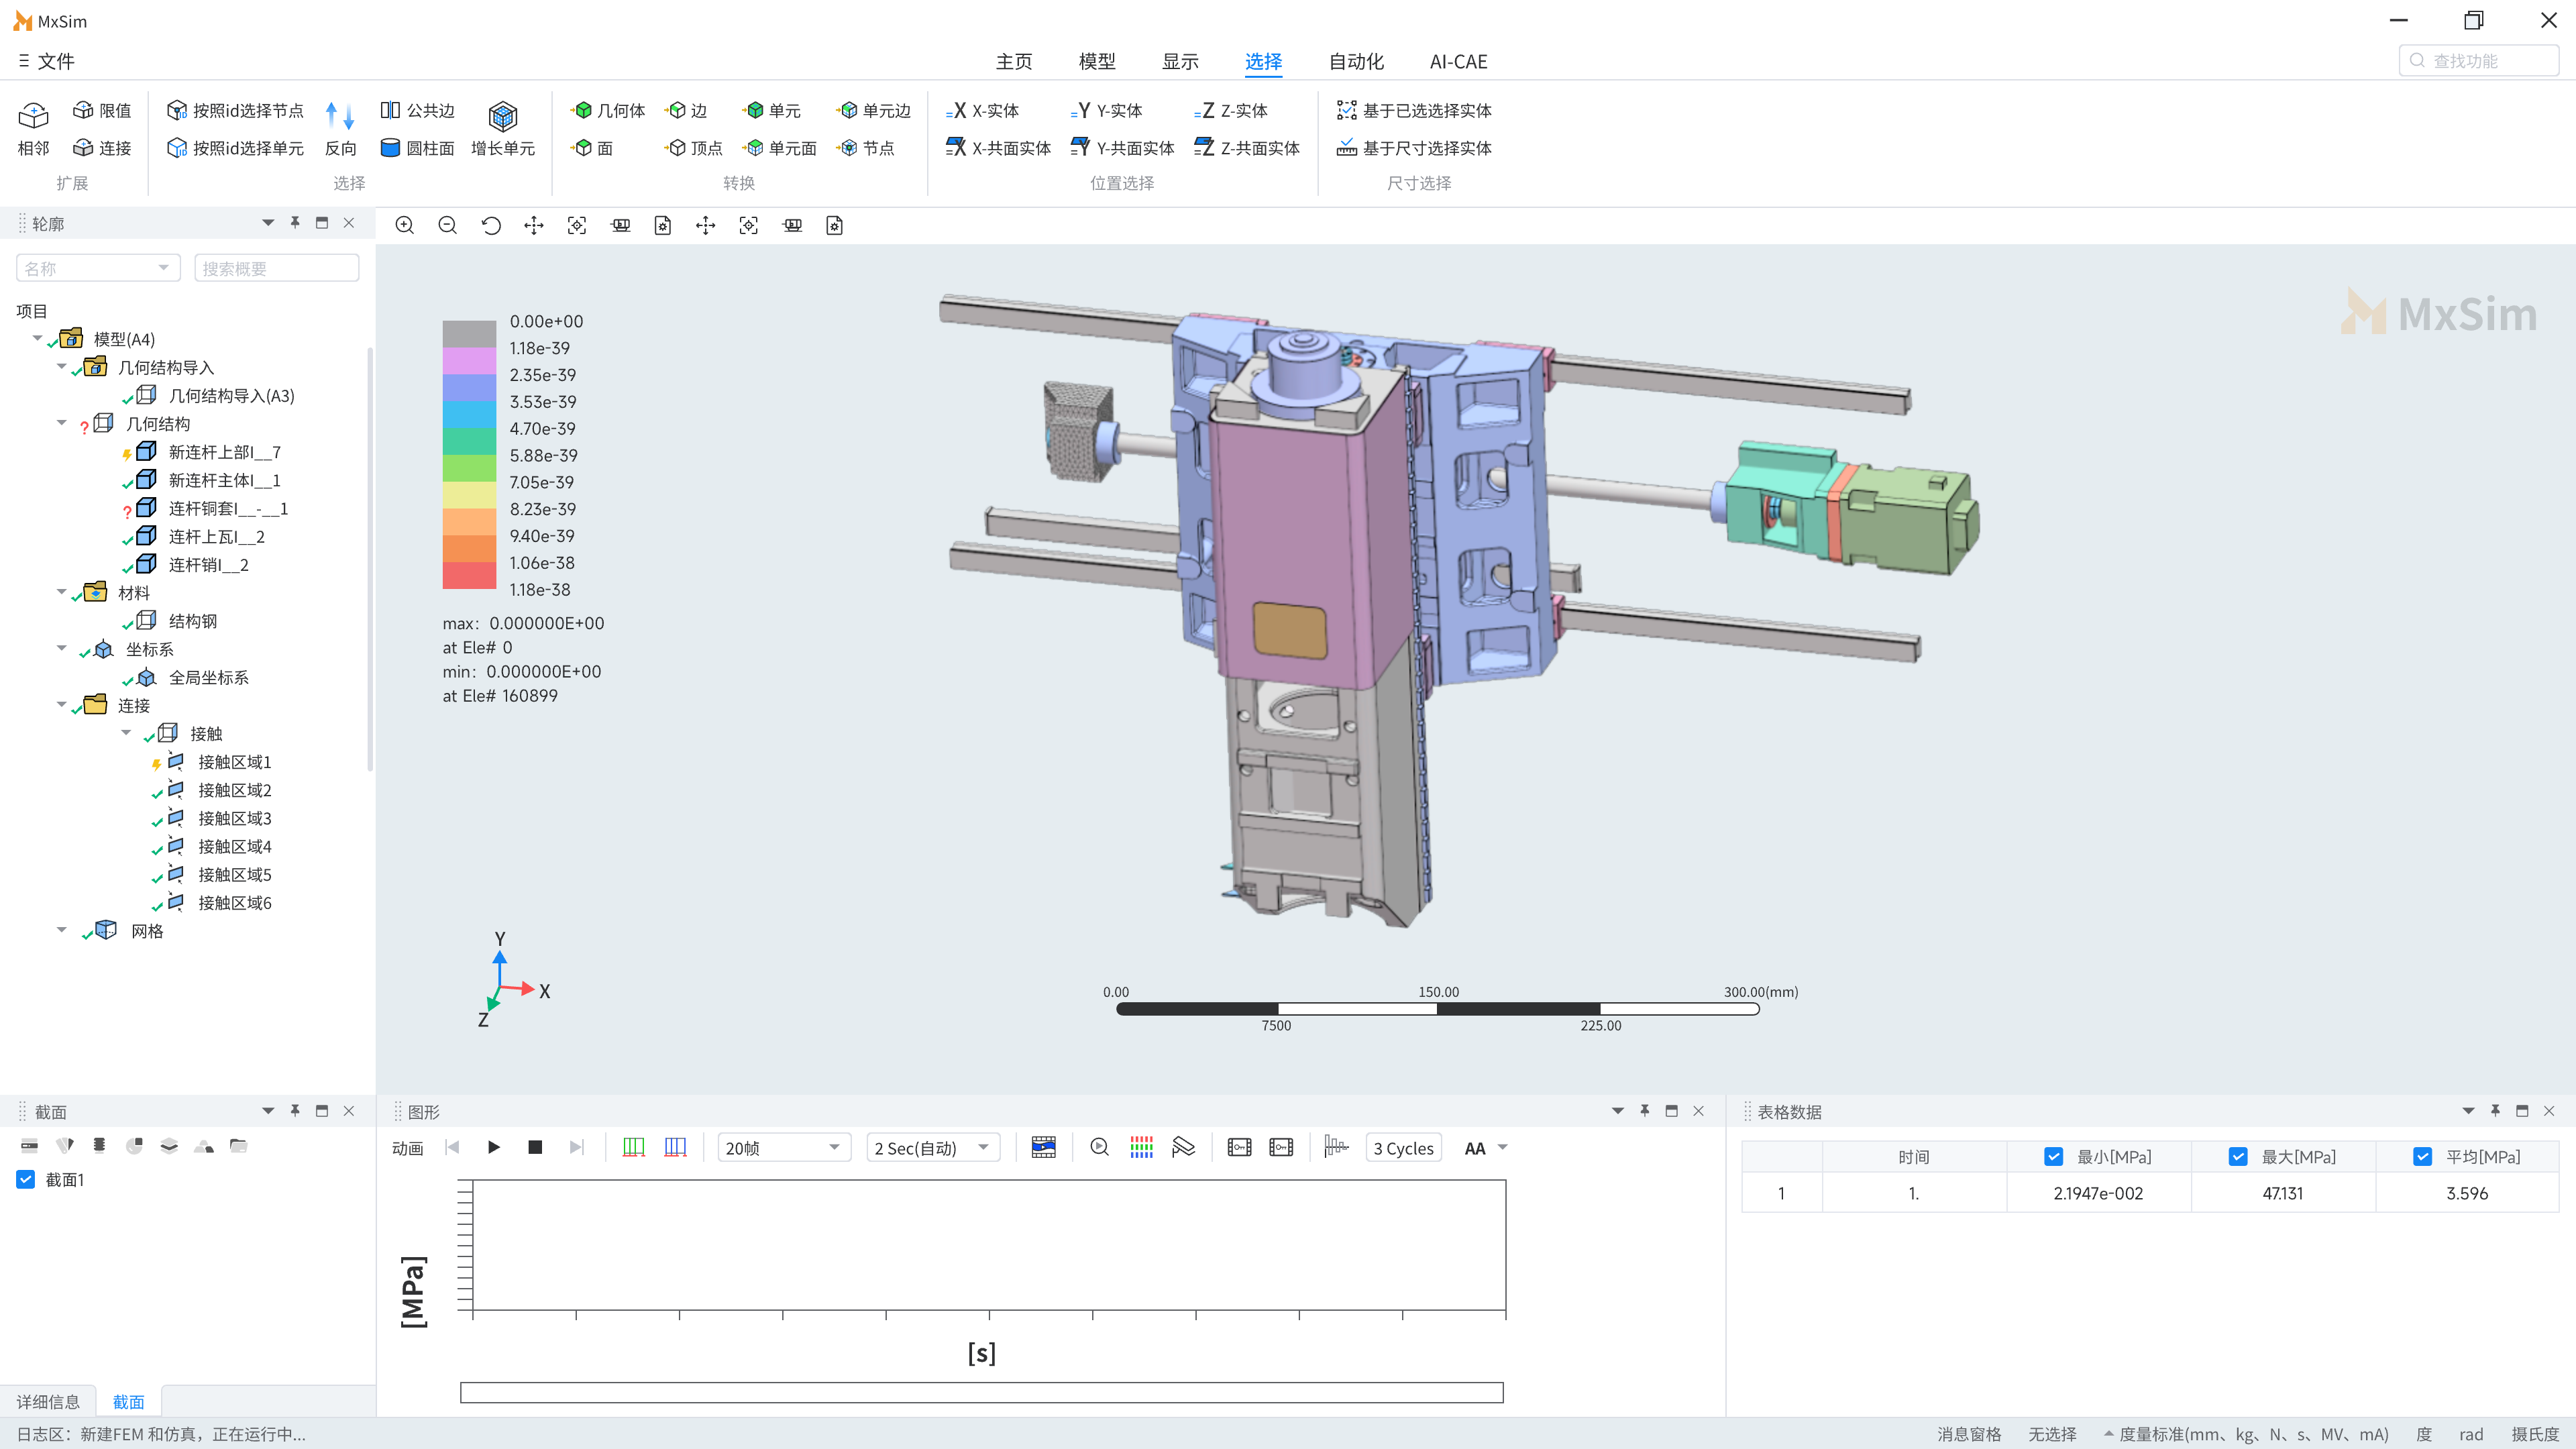 MxSim
文件
主页 模型 显示 选择 自动化 AI-CAE
查找功能
相邻 限值 连接
扩展
按照id选择节点 按照id选择单元 反向 公共边 圆柱面 增长单元
选择
几何体 边 单元 单元边
面 顶点 单元面 节点
转换
=X X-实体 =Y Y-实体 =Z Z-实体
X X-共面实体 Y Y-共面实体 Z Z-共面实体
位置选择
基于已选选择实体
基于尺寸选择实体
尺寸选择
轮廓
名称 搜索概要
项目
模型(A4)
几何结构导入
几何结构导入(A3)
几何结构
新连杆上部I__7
新连杆主体I__1
连杆铜套I__-__1
连杆上瓦I__2
连杆销I__2
材料
结构钢
坐标系
全局坐标系
连接
接触
接触区域1
接触区域2
接触区域3
接触区域4
接触区域5
接触区域6
网格
0.00e+00
1.18e-39
2.35e-39
3.53e-39
4.70e-39
5.88e-39
7.05e-39
8.23e-39
9.40e-39
1.06e-38
1.18e-38
max: 0.000000E+00
at Ele# 0
min: 0.000000E+00
at Ele# 160899
MxSim
Y
X
Z
0.00 150.00 300.00(mm)
7500 225.00
截面
截面1
详细信息 截面
图形
动画 20帧 2 Sec(自动) 3 Cycles AA
[MPa]
[s]
表格数据
时间 最小[MPa] 最大[MPa] 平均[MPa]
1 1. 2.1947e-002 47.131 3.596
日志区：新建FEM 和仿真，正在运行中...
消息窗格 无选择 度量标准(mm、kg、N、s、MV、mA) 度 rad 摄氏度